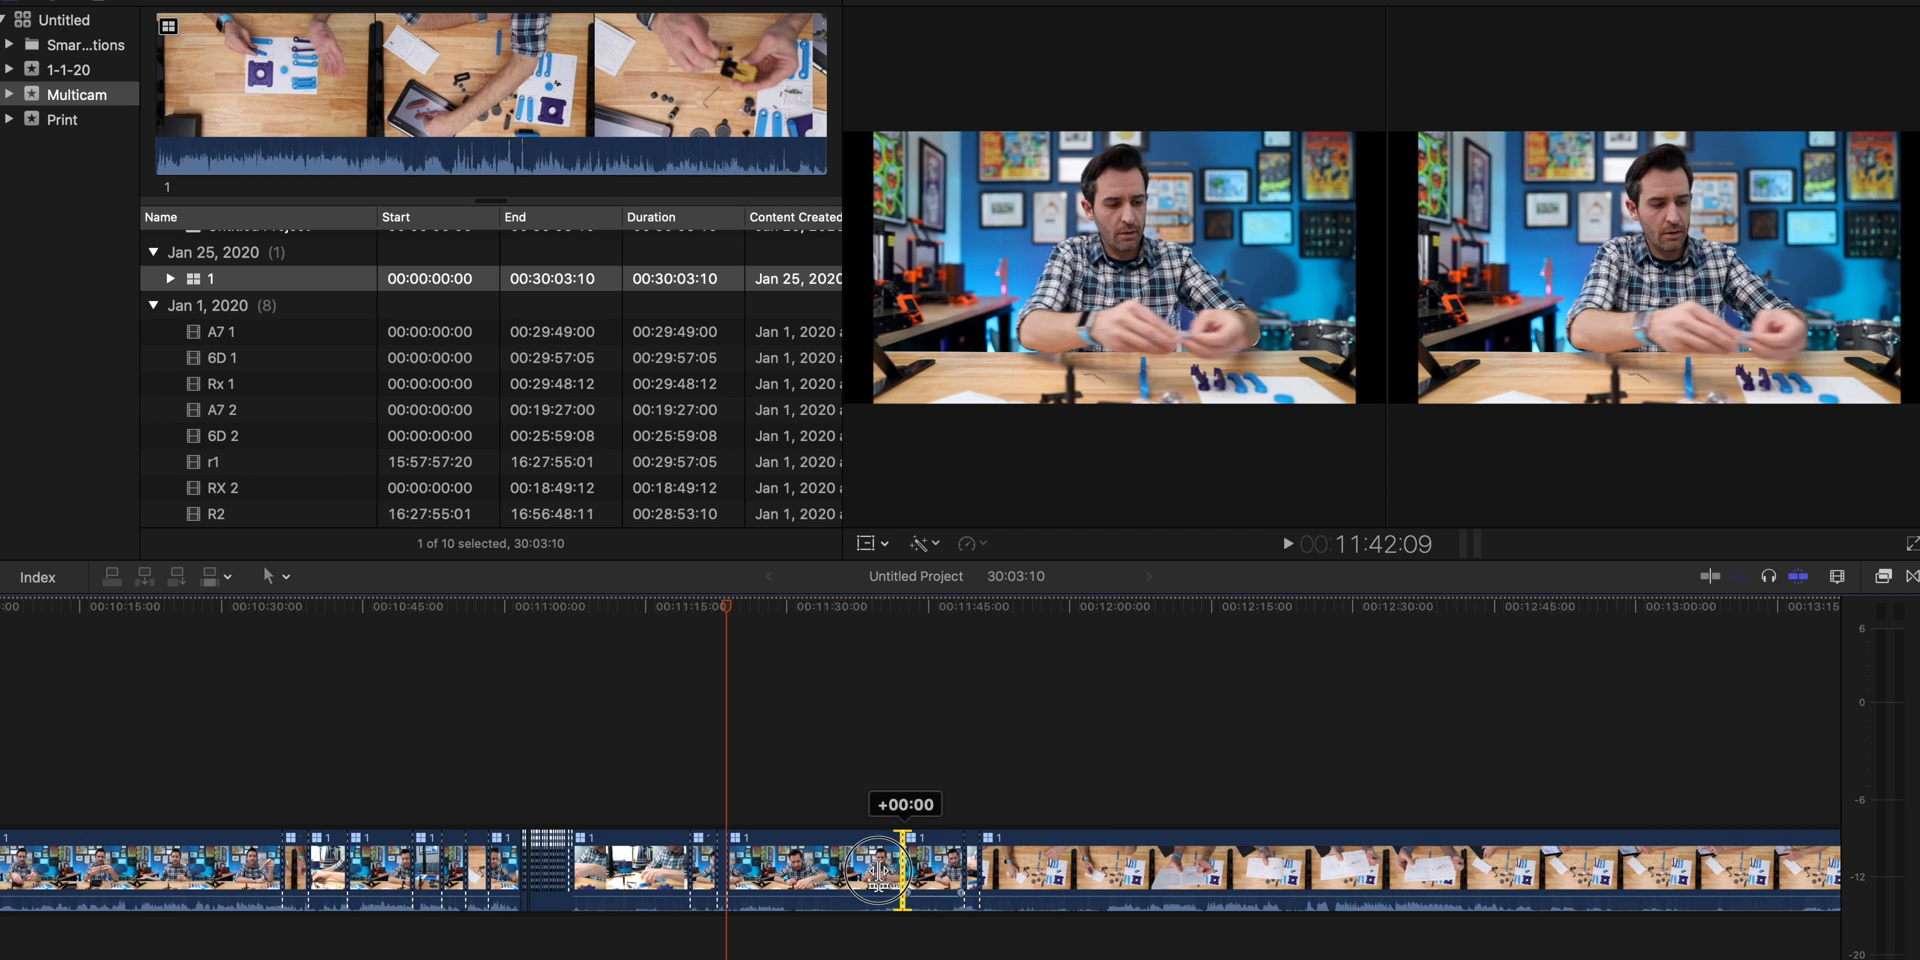 Untitled
Smar...tions
1-1-20
Multicam
Print
1
Name Start End Duration Content Created
Jan 25, 2020 (1)
1 00:00:00:00 00:30:03:10 00:30:03:10 Jan 25, 2020
Jan 1, 2020 (8)
A7 1 00:00:00:00 00:29:49:00 00:29:49:00 Jan 1, 2020
6D 1 00:00:00:00 00:29:57:05 00:29:57:05 Jan 1, 2020
Rx 1 00:00:00:00 00:29:48:12 00:29:48:12 Jan 1, 2020
A7 2 00:00:00:00 00:19:27:00 00:19:27:00 Jan 1, 2020
6D 2 00:00:00:00 00:25:59:08 00:25:59:08 Jan 1, 2020
r1 15:57:57:20 16:27:55:01 00:29:57:05 Jan 1, 2020
RX 2 00:00:00:00 00:18:49:12 00:18:49:12 Jan 1, 2020
R2 16:27:55:01 16:56:48:11 00:28:53:10 Jan 1, 2020
1 of 10 selected, 30:03:10
00:11:42:09
Index
Untitled Project 30:03:10
:00 00:10:15:00 00:10:30:00 00:10:45:00 00:11:00:00 00:11:15:00 00:11:30:00 00:11:45:00 00:12:00:00 00:12:15:00 00:12:30:00 00:12:45:00 00:13:00:00 00:13:15
6
0
-6
-12
-20
+00:00
1 1 1 1 1 1 1 1 1